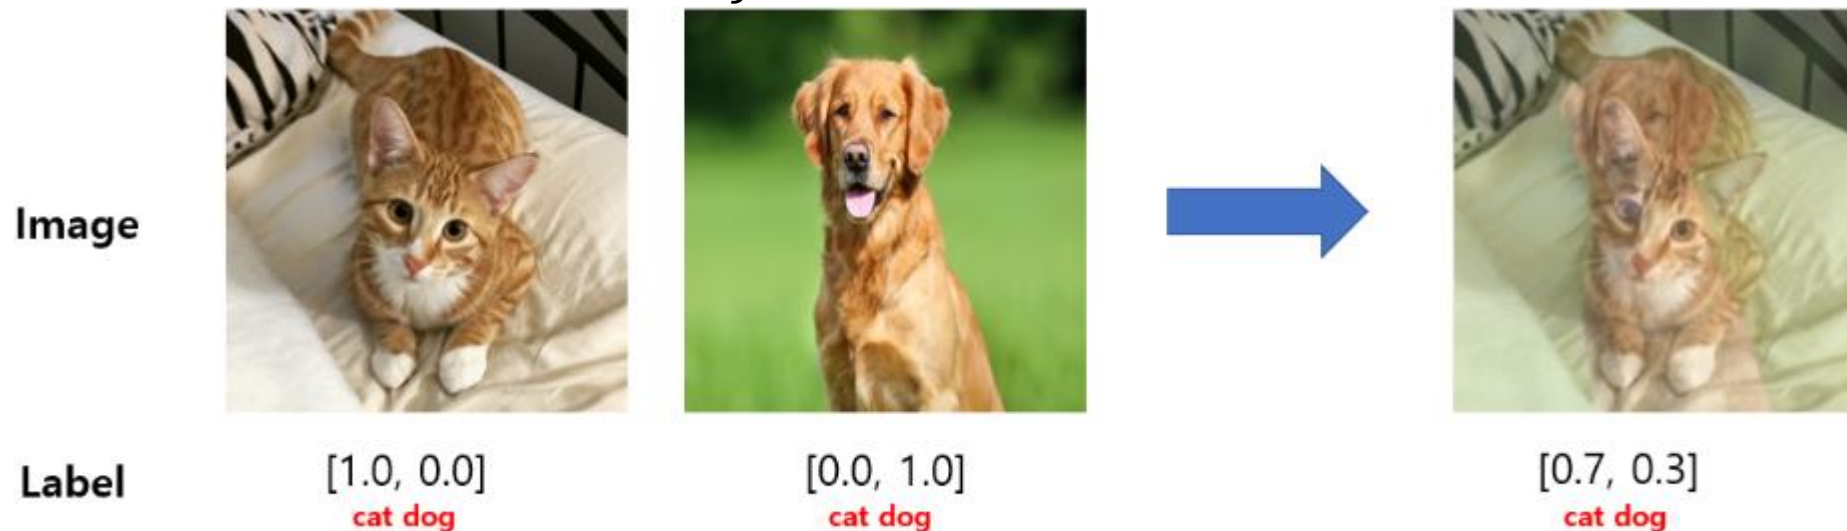 Image
Label
[1.0, 0.0]
cat dog
[0.0, 1.0]
cat dog
[0.7, 0.3]
cat dog